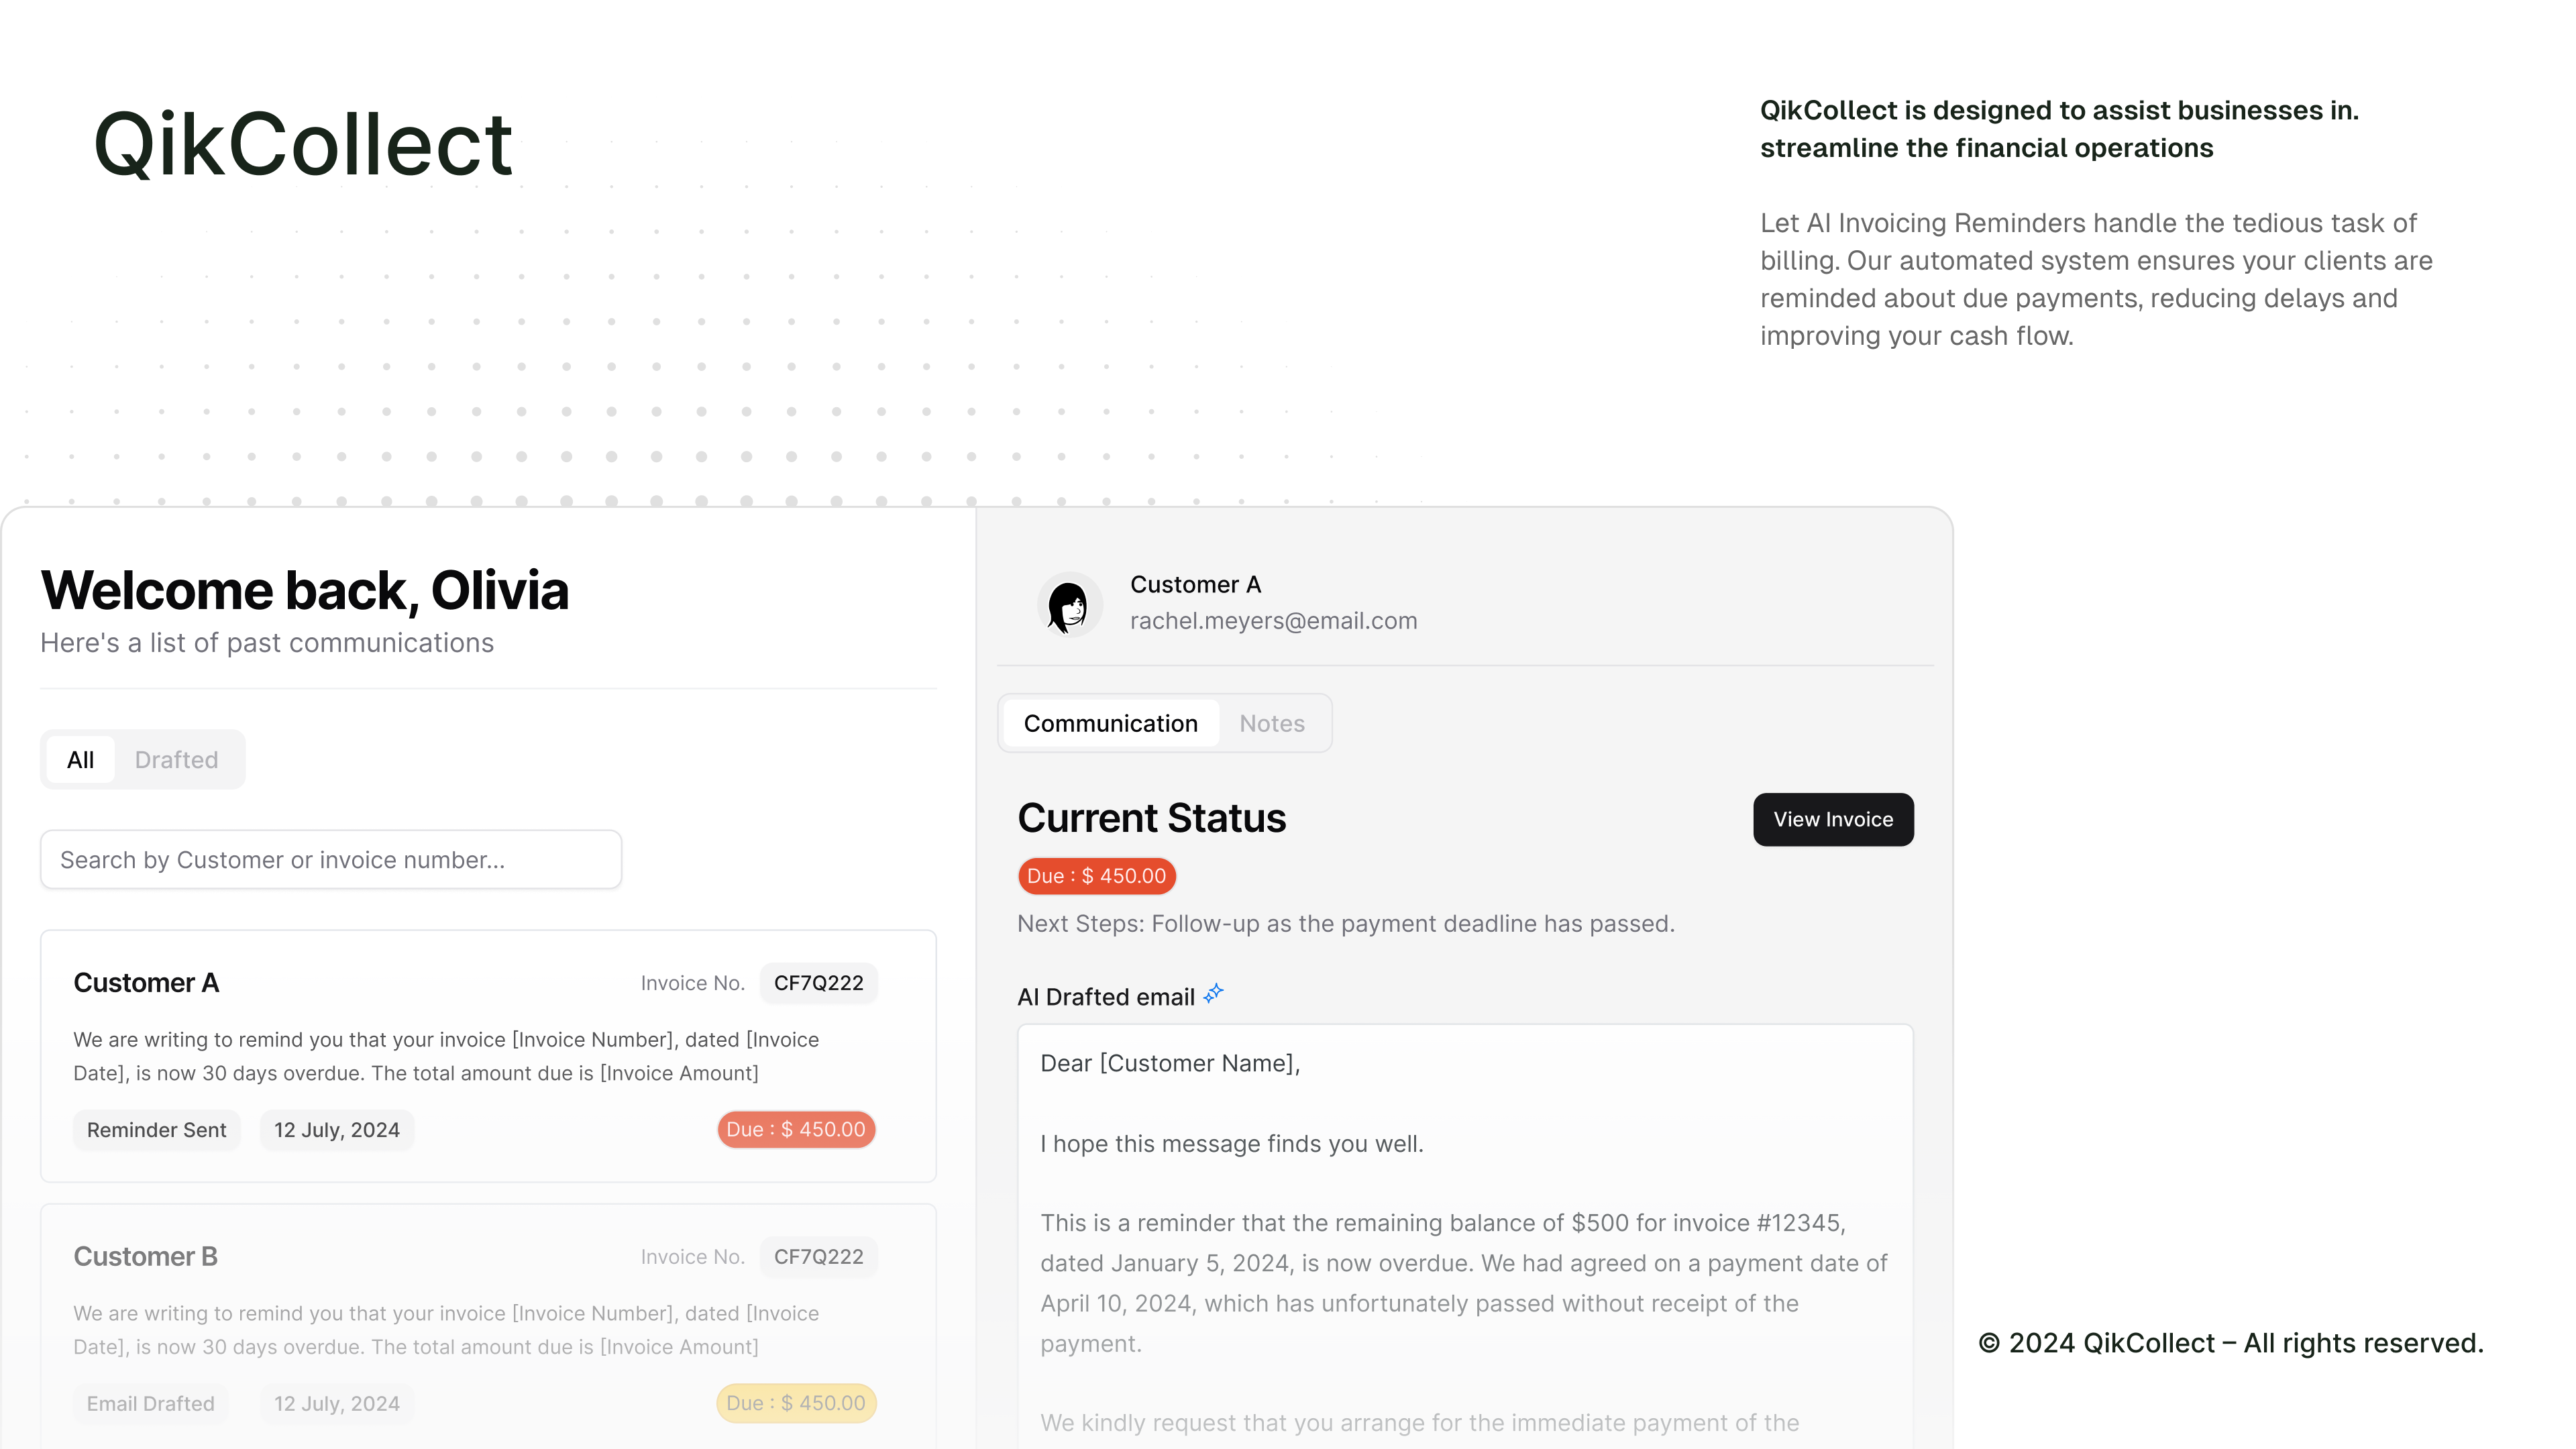 QikCollect
QikCollect is designed to assist businesses in.
streamline the financial operations
Let AI Invoicing Reminders handle the tedious task of
billing. Our automated system ensures your clients are
reminded about due payments, reducing delays and
improving your cash flow.
Welcome back, Olivia
Here's a list of past communications
All Drafted
Search by Customer or invoice number...
Customer A Invoice No. CF7Q222
We are writing to remind you that your invoice [Invoice Number], dated [Invoice
Date], is now 30 days overdue. The total amount due is [Invoice Amount]
Reminder Sent 12 July, 2024 Due : $ 450.00
Customer B Invoice No. CF7Q222
We are writing to remind you that your invoice [Invoice Number], dated [Invoice
Date], is now 30 days overdue. The total amount due is [Invoice Amount]
Email Drafted 12 July, 2024 Due : $ 450.00
Customer A
rachel.meyers@email.com
Communication Notes
Current Status View Invoice
Due : $ 450.00
Next Steps: Follow-up as the payment deadline has passed.
AI Drafted email
Dear [Customer Name],
I hope this message finds you well.
This is a reminder that the remaining balance of $500 for invoice #12345,
dated January 5, 2024, is now overdue. We had agreed on a payment date of
April 10, 2024, which has unfortunately passed without receipt of the
payment.
We kindly request that you arrange for the immediate payment of the
© 2024 QikCollect – All rights reserved.